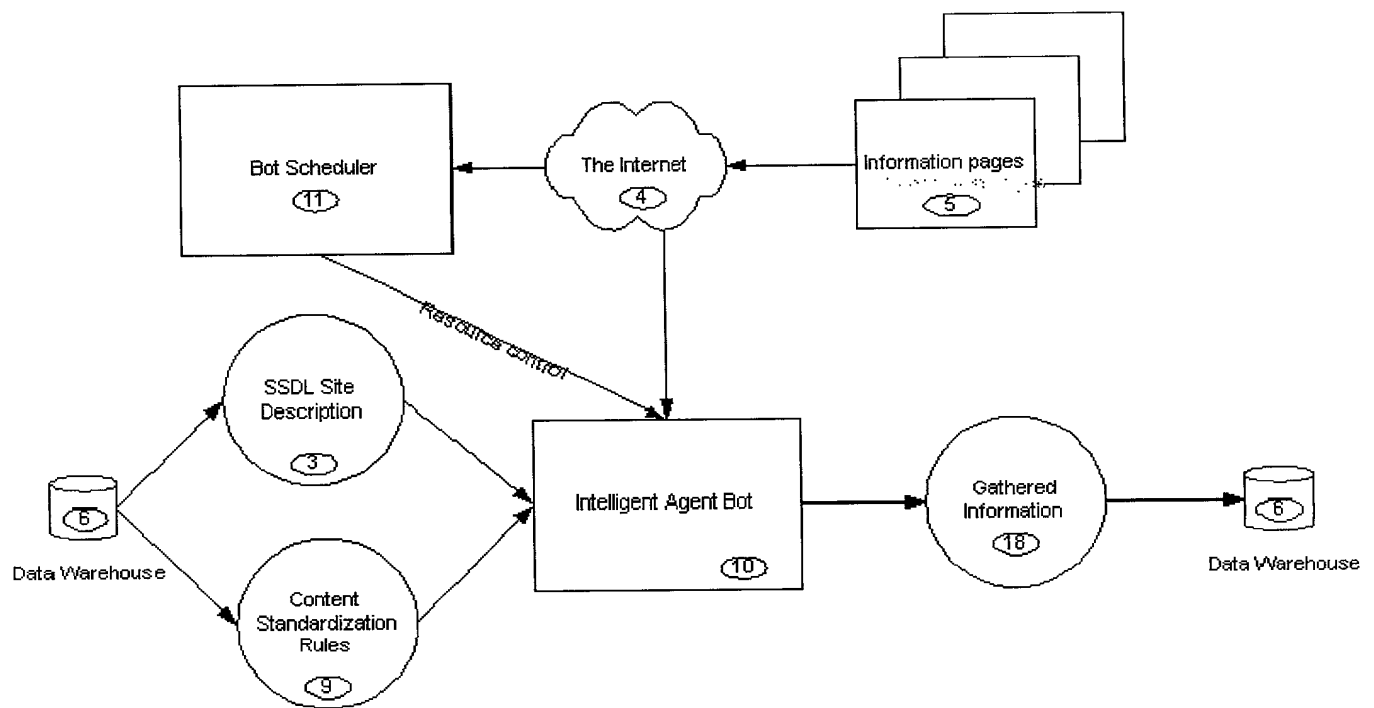 Bot Scheduler
11
The Internet
4
Information pages
5
Resource control
SSDL Site
Description
3
6
Data Warehouse
Intelligent Agent Bot
10
Gathered
Information
18
6
Data Warehouse
Content
Standardization
Rules
9